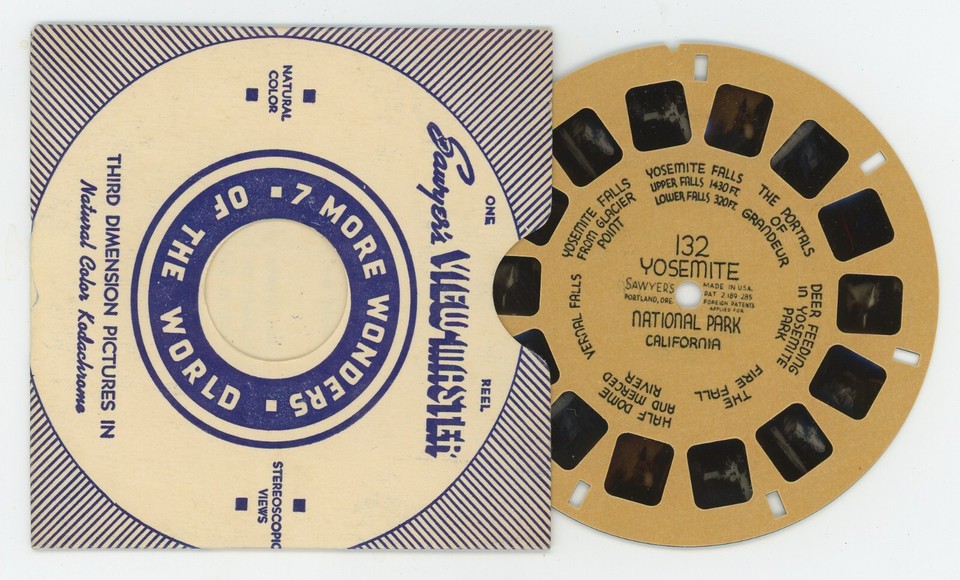 NATURAL
COLOR
ONE
Sawyer's VIEW-MASTER
REEL
7 MORE WONDERS
OF THE WORLD
THIRD DIMENSION PICTURES IN
Natural Color Kodachrome
STEREOSCOPIC
VIEWS
132
YOSEMITE
SAWYER'S
PORTLAND, ORE.
MADE IN U.S.A.
PAT 2 189-285
FOREIGN PATENTS
APPLIED FOR
NATIONAL PARK
CALIFORNIA
YOSEMITE FALLS
UPPER FALLS 1430 FT.
LOWER FALLS 320 FT.
THE PORTALS
OF
GRANDEUR
DEER FEEDING
in YOSEMITE
PARK
THE FIRE FALL
HALF DOME
AND MERCED
RIVER
VERNAL FALLS
YOSEMITE FALLS
FROM GLACIER
POINT